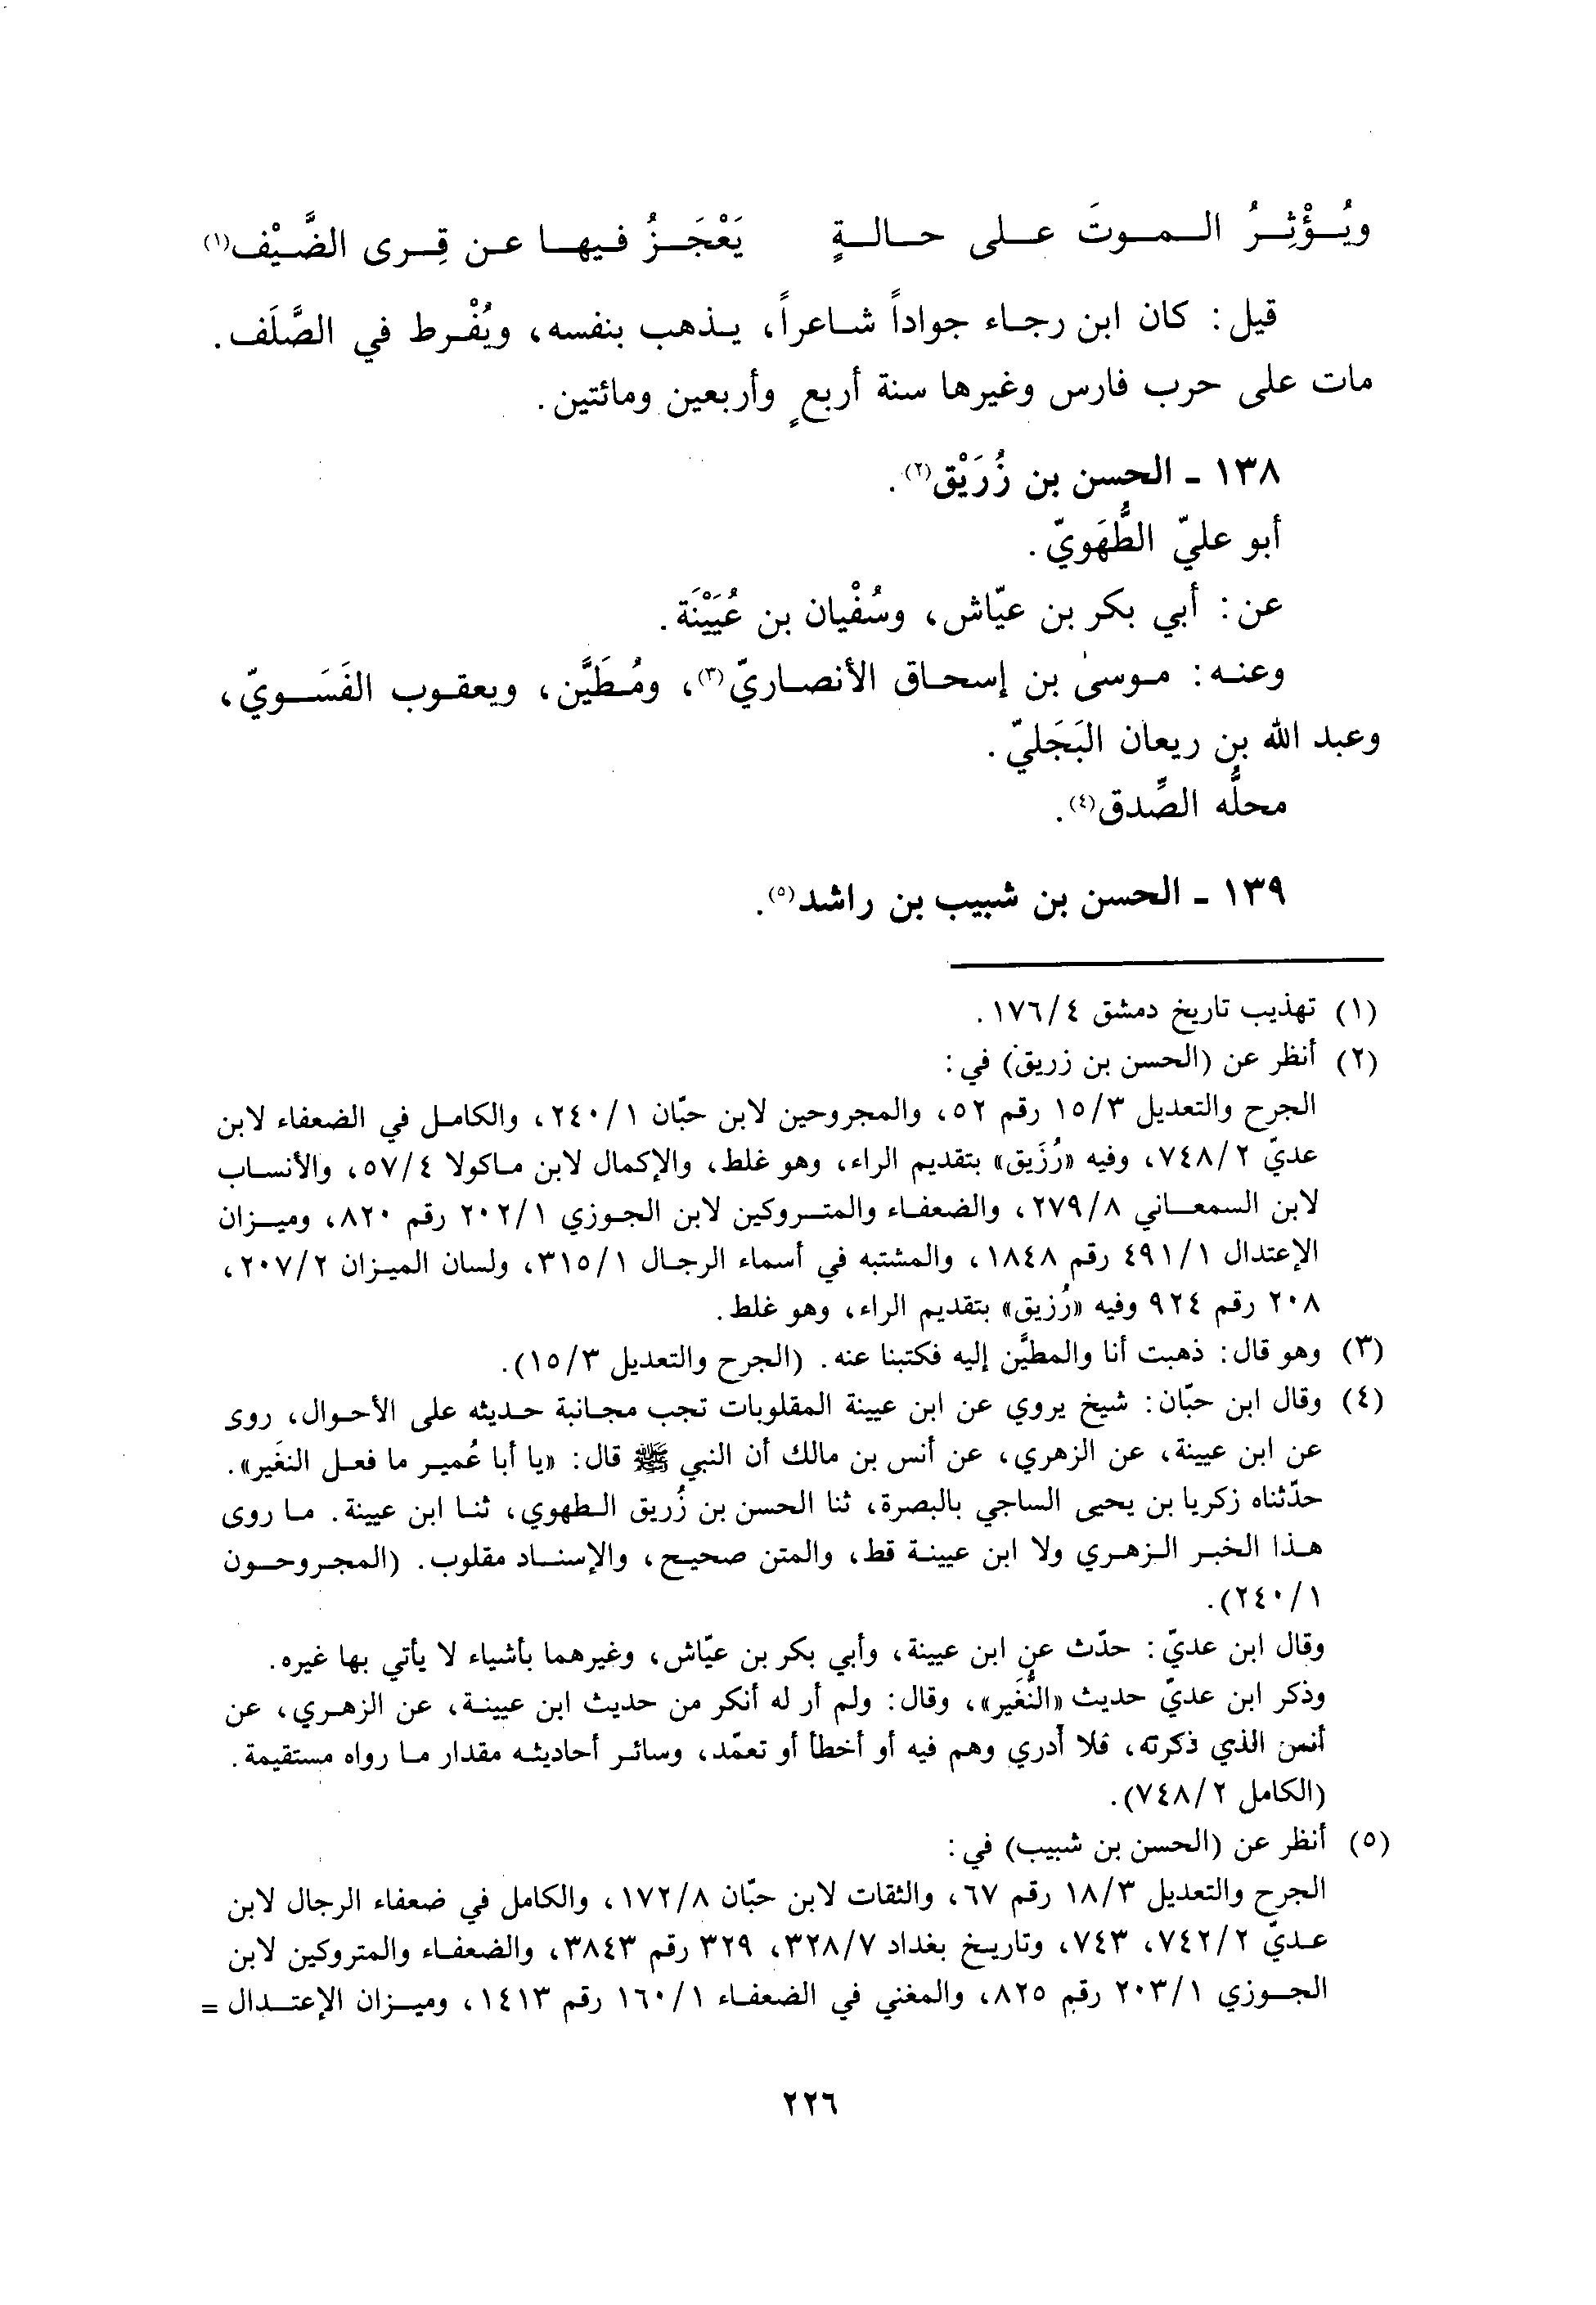 ويُـؤْثِـرُ الـمـوتَ عـلى حـالـةٍ يَعْجَـزُ فـيهـا عـن قِـرى الضَّيْف(١)
قيل: كان ابن رجاء جواداً شاعراً، يذهب بنفسه، ويُفْرط في الصَّلَف.
مات على حرب فارس وغيرها سنة أربعٍ وأربعين ومائتين.
١٣٨ - الحسن بن زُرَيْق(٢).
أبو عليّ الطُّهَويّ.
عن: أبي بكر بن عيّاش، وسُفْيان بن عُيَيْنَة.
وعنه: موسىٰ بن إسحاق الأنصاريّ(٣)، ومُطَيَّن، ويعقوب الفَسَويّ،
وعبد الله بن ريعان البَجَليّ.
محلُّه الصِّدق(٤).
١٣٩ - الحسن بن شبيب بن راشد(٥).
(١) تهذيب تاريخ دمشق ١٧٦/٤.
(٢) أنظر عن (الحسن بن زريق) في:
الجرح والتعديل ١٥/٣ رقم ٥٢، والمجروحين لابن حبّان ٢٤٠/١، والكامل في الضعفاء لابن
عديّ ٧٤٨/٢، وفيه «رُزَيق» بتقديم الراء، وهو غلط، والإكمال لابن ماكولا ٥٧/٤، والأنساب
لابن السمعاني ٢٧٩/٨، والضعفاء والمتروكين لابن الجوزي ٢٠٢/١ رقم ٨٢٠، وميزان
الإعتدال ٤٩١/١ رقم ١٨٤٨، والمشتبه في أسماء الرجال ٣١٥/١، ولسان الميزان ٢٠٧/٢،
٢٠٨ رقم ٩٢٤ وفيه «رُزيق» بتقديم الراء، وهو غلط.
(٣) وهو قال: ذهبت أنا والمطيَّن إليه فكتبنا عنه. (الجرح والتعديل ١٥/٣).
(٤) وقال ابن حبّان: شيخ يروي عن ابن عيينة المقلوبات تجب مجانبة حديثه على الأحوال، روى
عن ابن عيينة، عن الزهري، عن أنس بن مالك أن النبي ﷺ قال: «يا أبا عُمير ما فعل النغَير».
حدّثناه زكريا بن يحيى الساجي بالبصرة، ثنا الحسن بن زُريق الطهوي، ثنا ابن عيينة. ما روى
هذا الخبر الزهري ولا ابن عيينة قط، والمتن صحيح، والإسناد مقلوب. (المجروحون
٢٤٠/١).
وقال ابن عديّ: حدّث عن ابن عيينة، وأبي بكر بن عيّاش، وغيرهما بأشياء لا يأتي بها غيره.
وذكر ابن عديّ حديث «النُّغَير»، وقال: ولم أر له أنكر من حديث ابن عيينة، عن الزهري، عن
أنس الذي ذكرته، فلا أدري وهم فيه أو أخطأ أو تعمّد، وسائر أحاديثه مقدار ما رواه مستقيمة.
(الكامل ٧٤٨/٢).
(٥) أنظر عن (الحسن بن شبيب) في:
الجرح والتعديل ١٨/٣ رقم ٦٧، والثقات لابن حبّان ١٧٢/٨، والكامل في ضعفاء الرجال لابن
عديّ ٧٤٢/٢، ٧٤٣، وتاريخ بغداد ٣٢٨/٧، ٣٢٩ رقم ٣٨٤٣، والضعفاء والمتروكين لابن
الجوزي ٢٠٣/١ رقم ٨٢٥، والمغني في الضعفاء ١٦٠/١ رقم ١٤١٣، وميزان الإعتدال =
٢٢٦